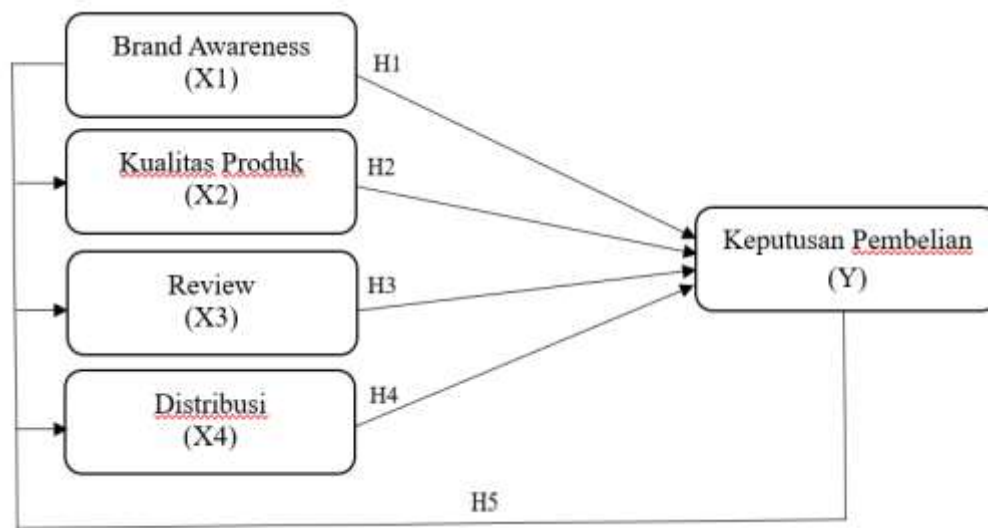 Brand Awareness
(X1)
H1
Kualitas Produk
(X2)
H2
Review
(X3)
H3
Distribusi
(X4)
H4
Keputusan Pembelian
(Y)
H5